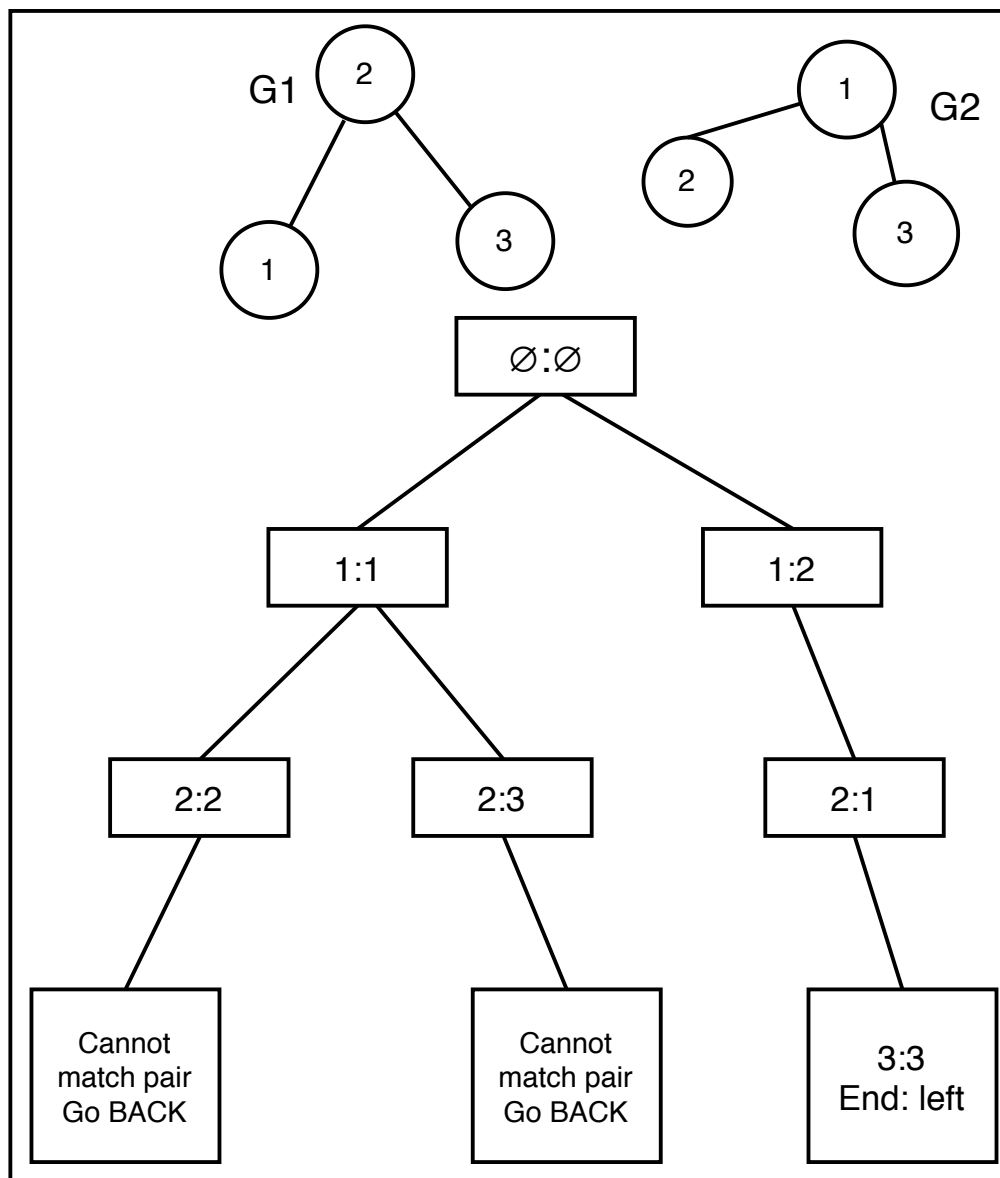 G1
2
1
3
1
G2
2
3
∅:∅
1:1
1:2
2:2
2:3
2:1
Cannot
match pair
Go BACK
Cannot
match pair
Go BACK
3:3
End: left